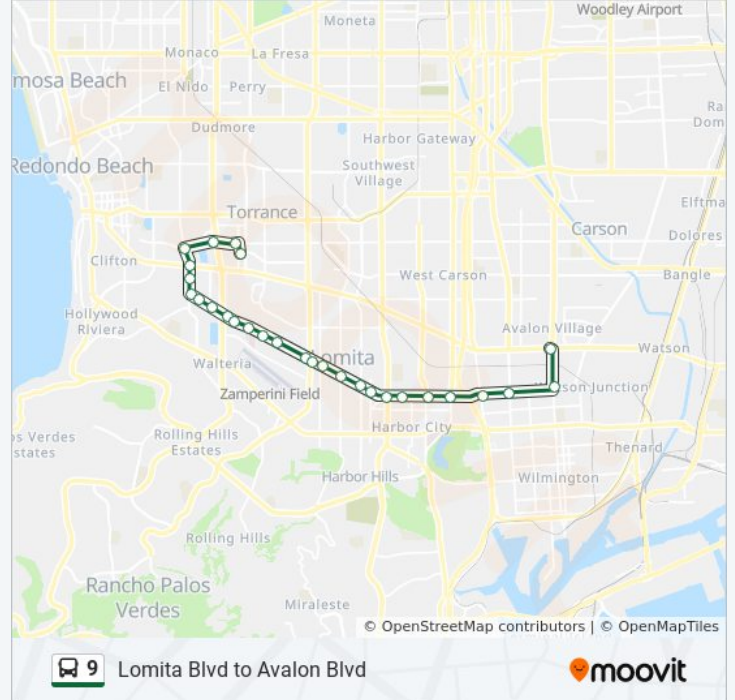 Woodley Airport
Moneta
Monaco
La Fresa
mosa Beach
El Nido
Perry
Ra
Dom
Dudmore
Harbor Gateway
Redondo Beach
Southwest
Village
Elftma
Torrance
Carson
Dolores
Clifton
West Carson
Bangle
Hollywood
Riviera
Avalon Village
Watson
Lomita
Walteria
Zamperini Field
son Junction
os Verdes
states
Rolling Hills
Estates
Harbor City
Thenard
Harbor Hills
Wilmington
Rolling Hills
Rancho Palos
Verdes
Miraleste
© OpenStreetMap contributors | © OpenMapTiles
9 Lomita Blvd to Avalon Blvd
moovit